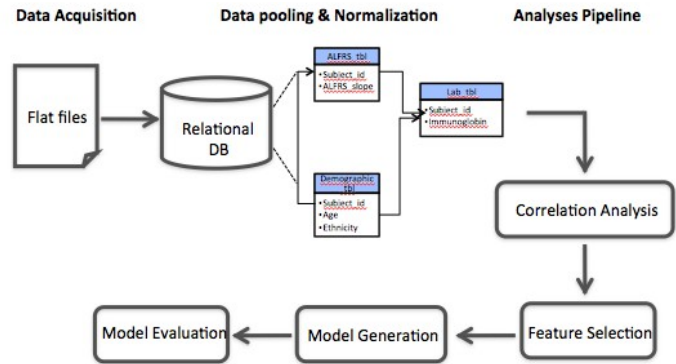 Data Acquisition
Data pooling & Normalization
Analyses Pipeline
Flat files
Relational
DB
ALFRS_tbl
•Subject_id
•ALFRS_slope
Lab_tbl
•Subject_id
•Immunoglobin
Demographic
tbl
•Subject_id
•Age
•Ethnicity
Correlation Analysis
Feature Selection
Model Generation
Model Evaluation